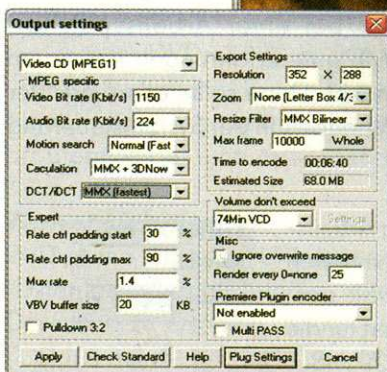 Output settings
Video CD (MPEG1)
MPEG specific
Video Bit rate (Kbit/s) 1150
Audio Bit rate (Kbit/s) 224
Motion search Normal (Fast
Caculation MMX + 3DNow
DCT/iDCT MMX (fastest)
Expert
Rate ctrl padding start 30 %
Rate ctrl padding max 90 %
Mux rate 1.4 %
VBV buffer size 20 KB
Pulldown 3:2
Export Settings
Resolution 352 X 288
Zoom None (Letter Box 4/3
Resize Filter MMX Bilinear
Max frame 10000 Whole
Time to encode 00:06:40
Estimated Size 68.0 MB
Volume don't exceed
74Min VCD Settings
Misc
Ignore overwrite message
Render every 0=none 25
Premiere Plugin encoder
Not enabled
Multi PASS
Apply Check Standard Help Plug Settings Cancel